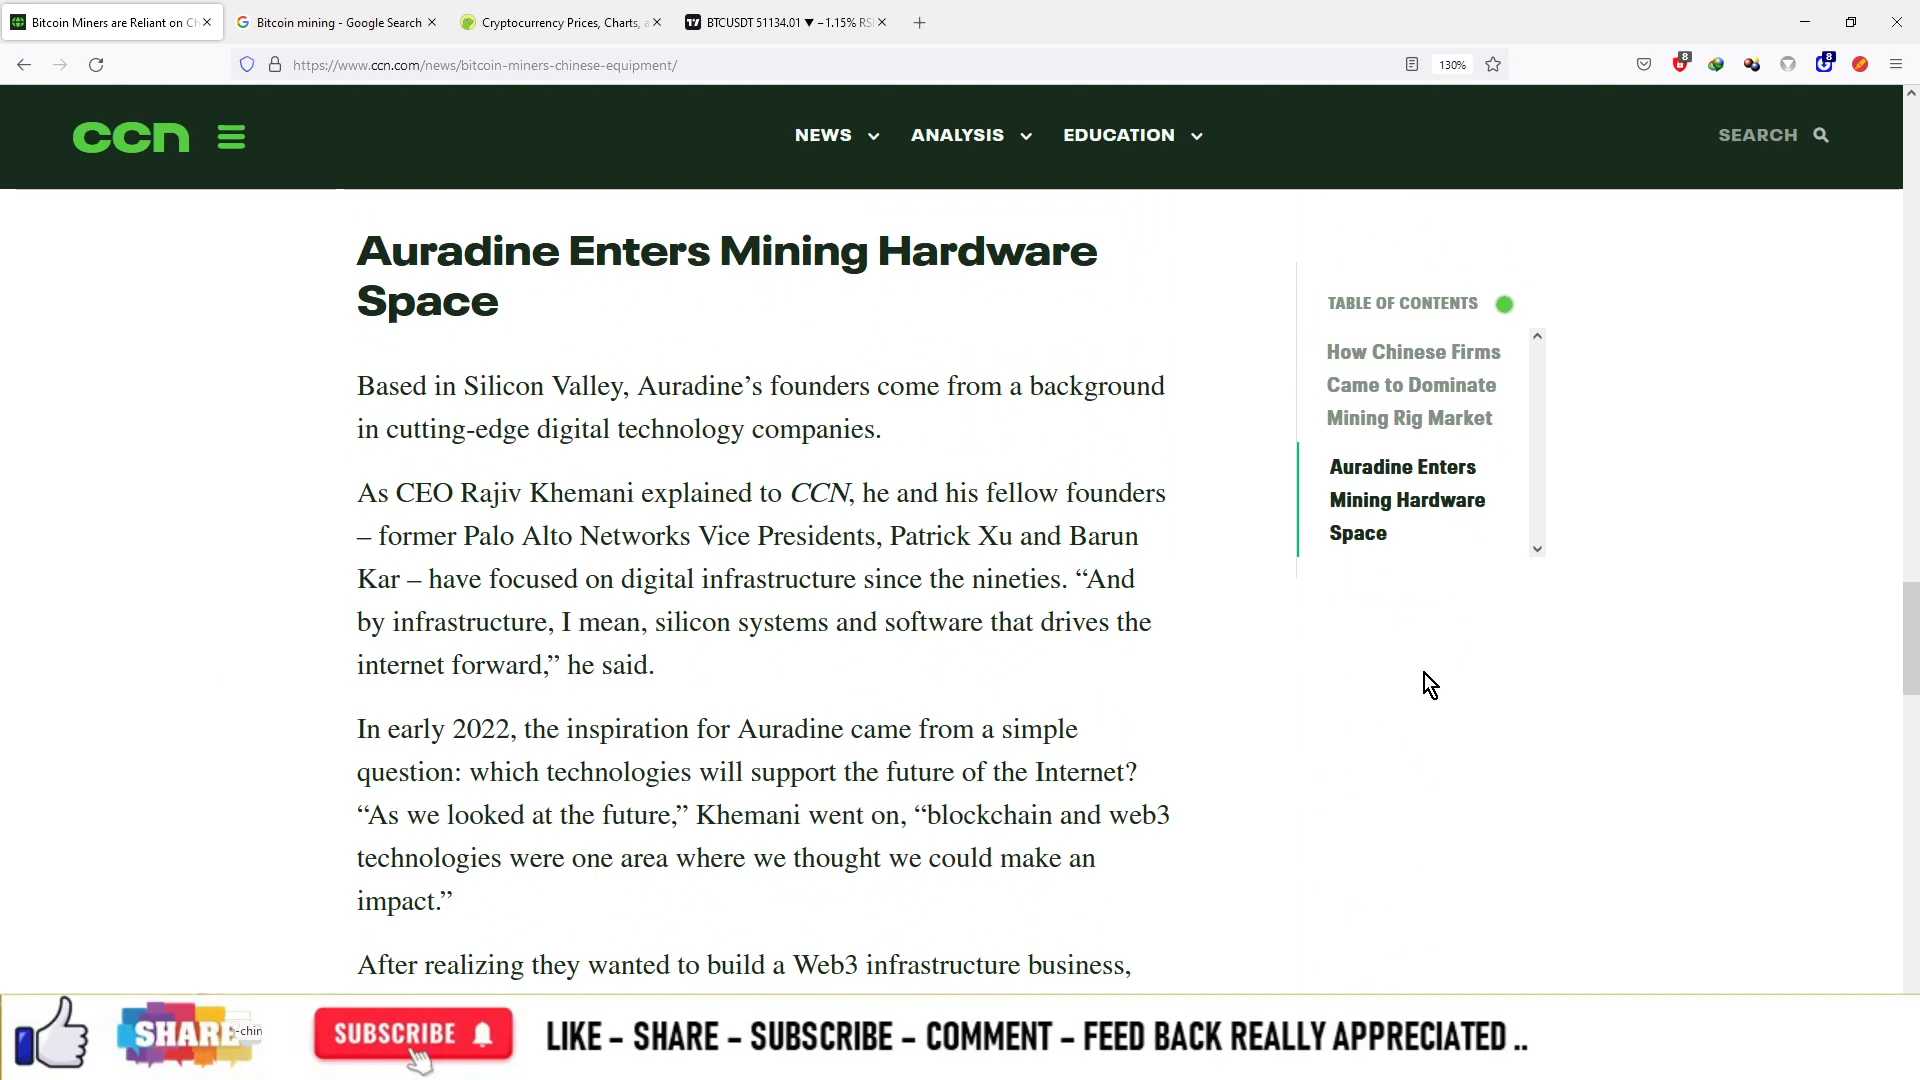 Bitcoin Miners are Reliant on Ch
Bitcoin mining - Google Search
Cryptocurrency Prices, Charts, a
BTCUSDT 51134.01 ▼ −1.15% RS
https://www.ccn.com/news/bitcoin-miners-chinese-equipment/
130%
8
8
ccn
NEWS
ANALYSIS
EDUCATION
SEARCH
Auradine Enters Mining Hardware
Space
Based in Silicon Valley, Auradine’s founders come from a background
in cutting-edge digital technology companies.
As CEO Rajiv Khemani explained to CCN, he and his fellow founders
– former Palo Alto Networks Vice Presidents, Patrick Xu and Barun
Kar – have focused on digital infrastructure since the nineties. “And
by infrastructure, I mean, silicon systems and software that drives the
internet forward,” he said.
In early 2022, the inspiration for Auradine came from a simple
question: which technologies will support the future of the Internet?
“As we looked at the future,” Khemani went on, “blockchain and web3
technologies were one area where we thought we could make an
impact.”
After realizing they wanted to build a Web3 infrastructure business,
TABLE OF CONTENTS
How Chinese Firms
Came to Dominate
Mining Rig Market
Auradine Enters
Mining Hardware
Space
SHARE
-chin
SUBSCRIBE
LIKE – SHARE – SUBSCRIBE – COMMENT – FEED BACK REALLY APPRECIATED ..